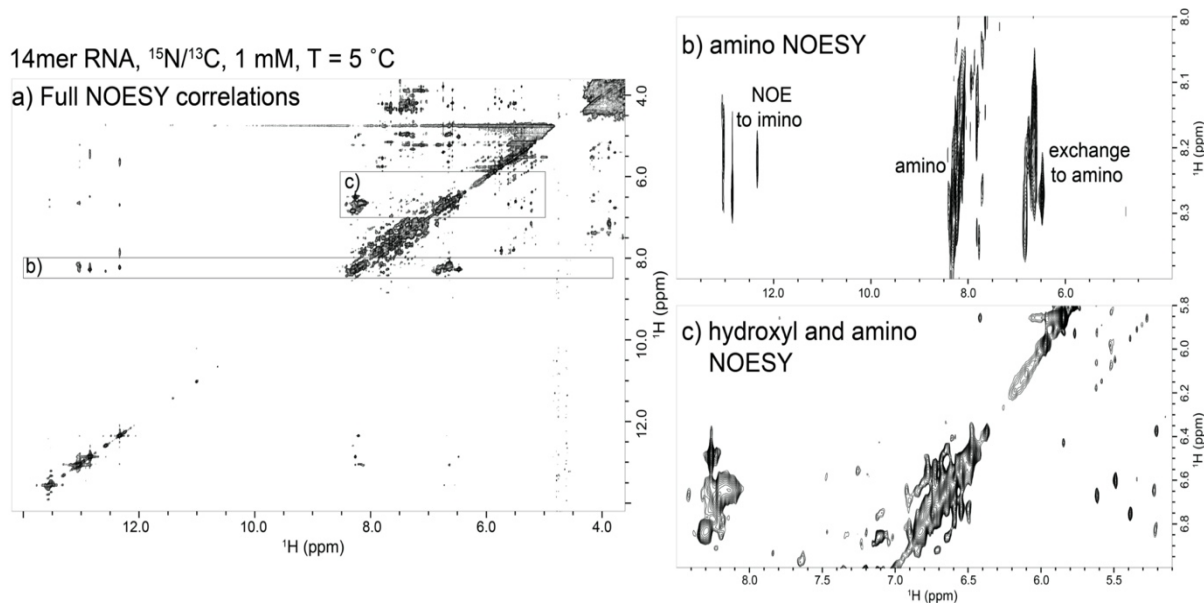 14mer RNA, ¹⁵N/¹³C, 1 mM, T = 5 °C
a) Full NOESY correlations
c)
b)
4.0
6.0
8.0
10.0
12.0
¹H (ppm)
12.0
10.0
8.0
6.0
4.0
¹H (ppm)
b) amino NOESY
NOE
to imino
amino
exchange
to amino
8.0
8.1
8.2
8.3
¹H (ppm)
12.0
10.0
8.0
6.0
¹H (ppm)
c) hydroxyl and amino
NOESY
5.8
6.0
6.2
6.4
6.6
6.8
¹H (ppm)
8.0
7.5
7.0
6.5
6.0
5.5
¹H (ppm)